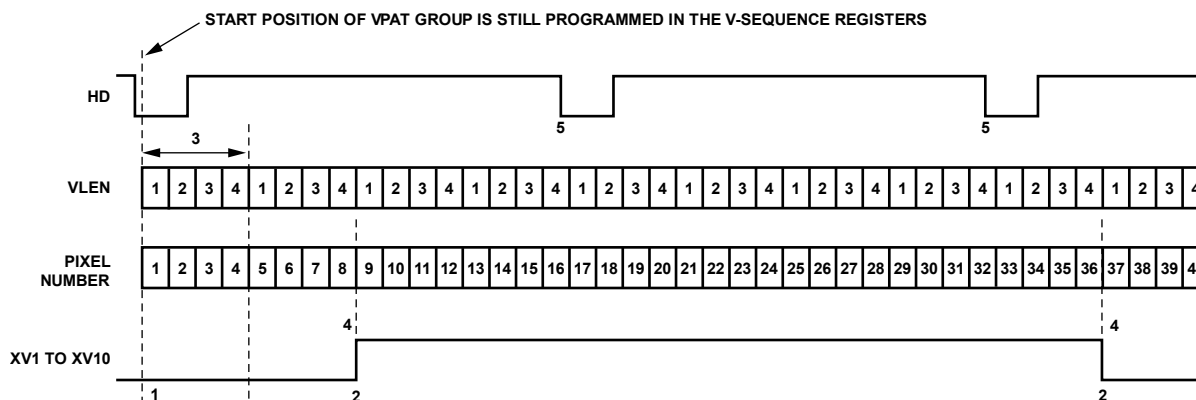 START POSITION OF VPAT GROUP IS STILL PROGRAMMED IN THE V-SEQUENCE REGISTERS
HD
5 5
3
VLEN 1 2 3 4 1 2 3 4 1 2 3 4 1 2 3 4 1 2 3 4 1 2 3 4 1 2 3 4 1 2 3 4 1 2 3 4 1 2 3 4
PIXEL
NUMBER
1 2 3 4 5 6 7 8 9 10 11 12 13 14 15 16 17 18 19 20 21 22 23 24 25 26 27 28 29 30 31 32 33 34 35 36 37 38 39
4 4
XV1 TO XV10
1 2 2